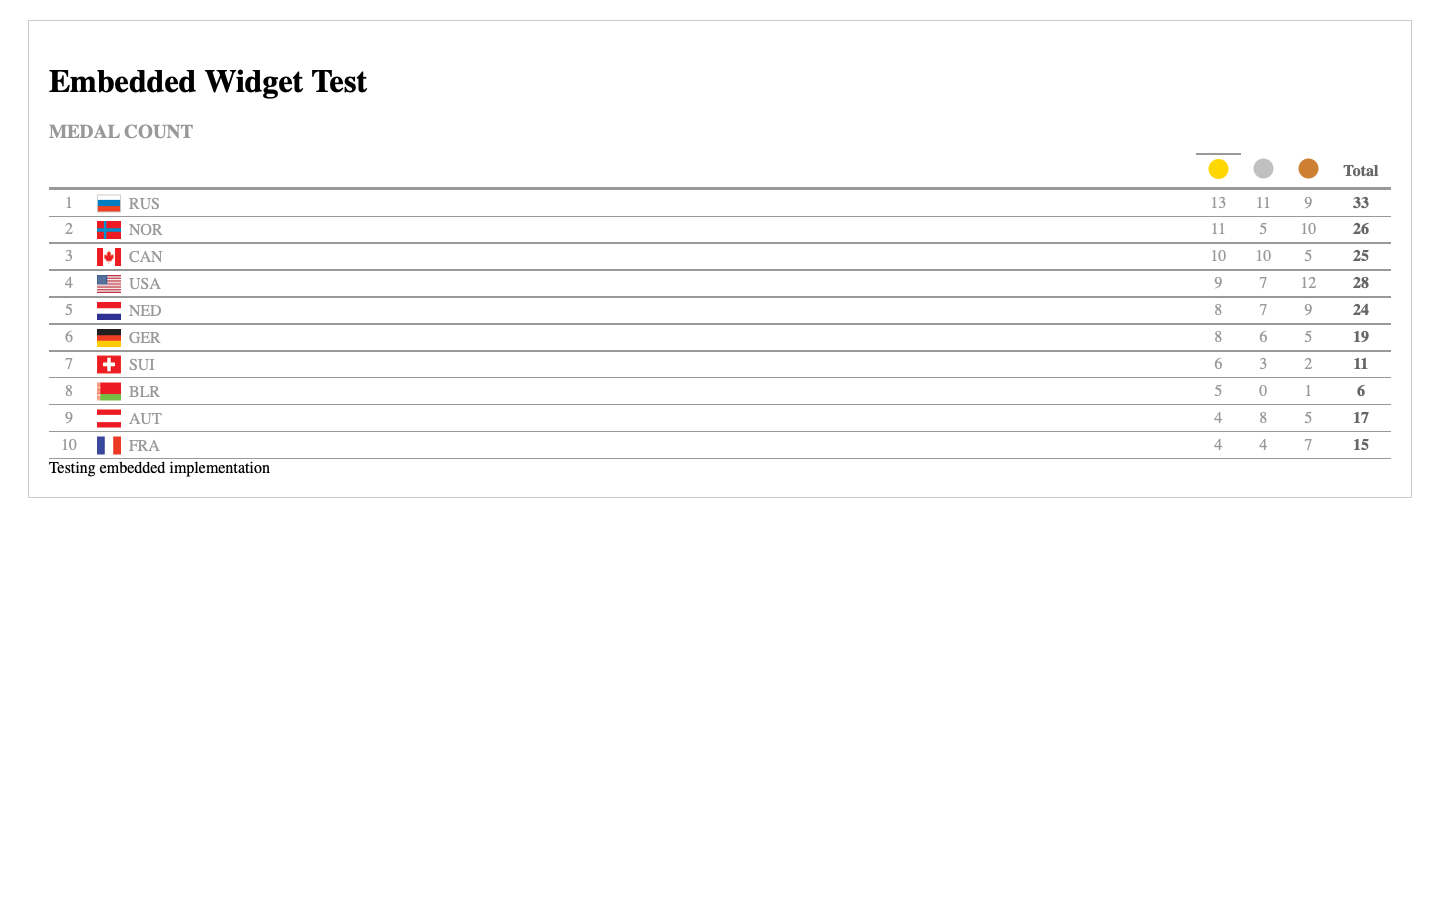 Embedded Widget Test
MEDAL COUNT
Total
1 RUS 13 11 9 33
2 NOR 11 5 10 26
3 CAN 10 10 5 25
4 USA 9 7 12 28
5 NED 8 7 9 24
6 GER 8 6 5 19
7 SUI 6 3 2 11
8 BLR 5 0 1 6
9 AUT 4 8 5 17
10 FRA 4 4 7 15
Testing embedded implementation